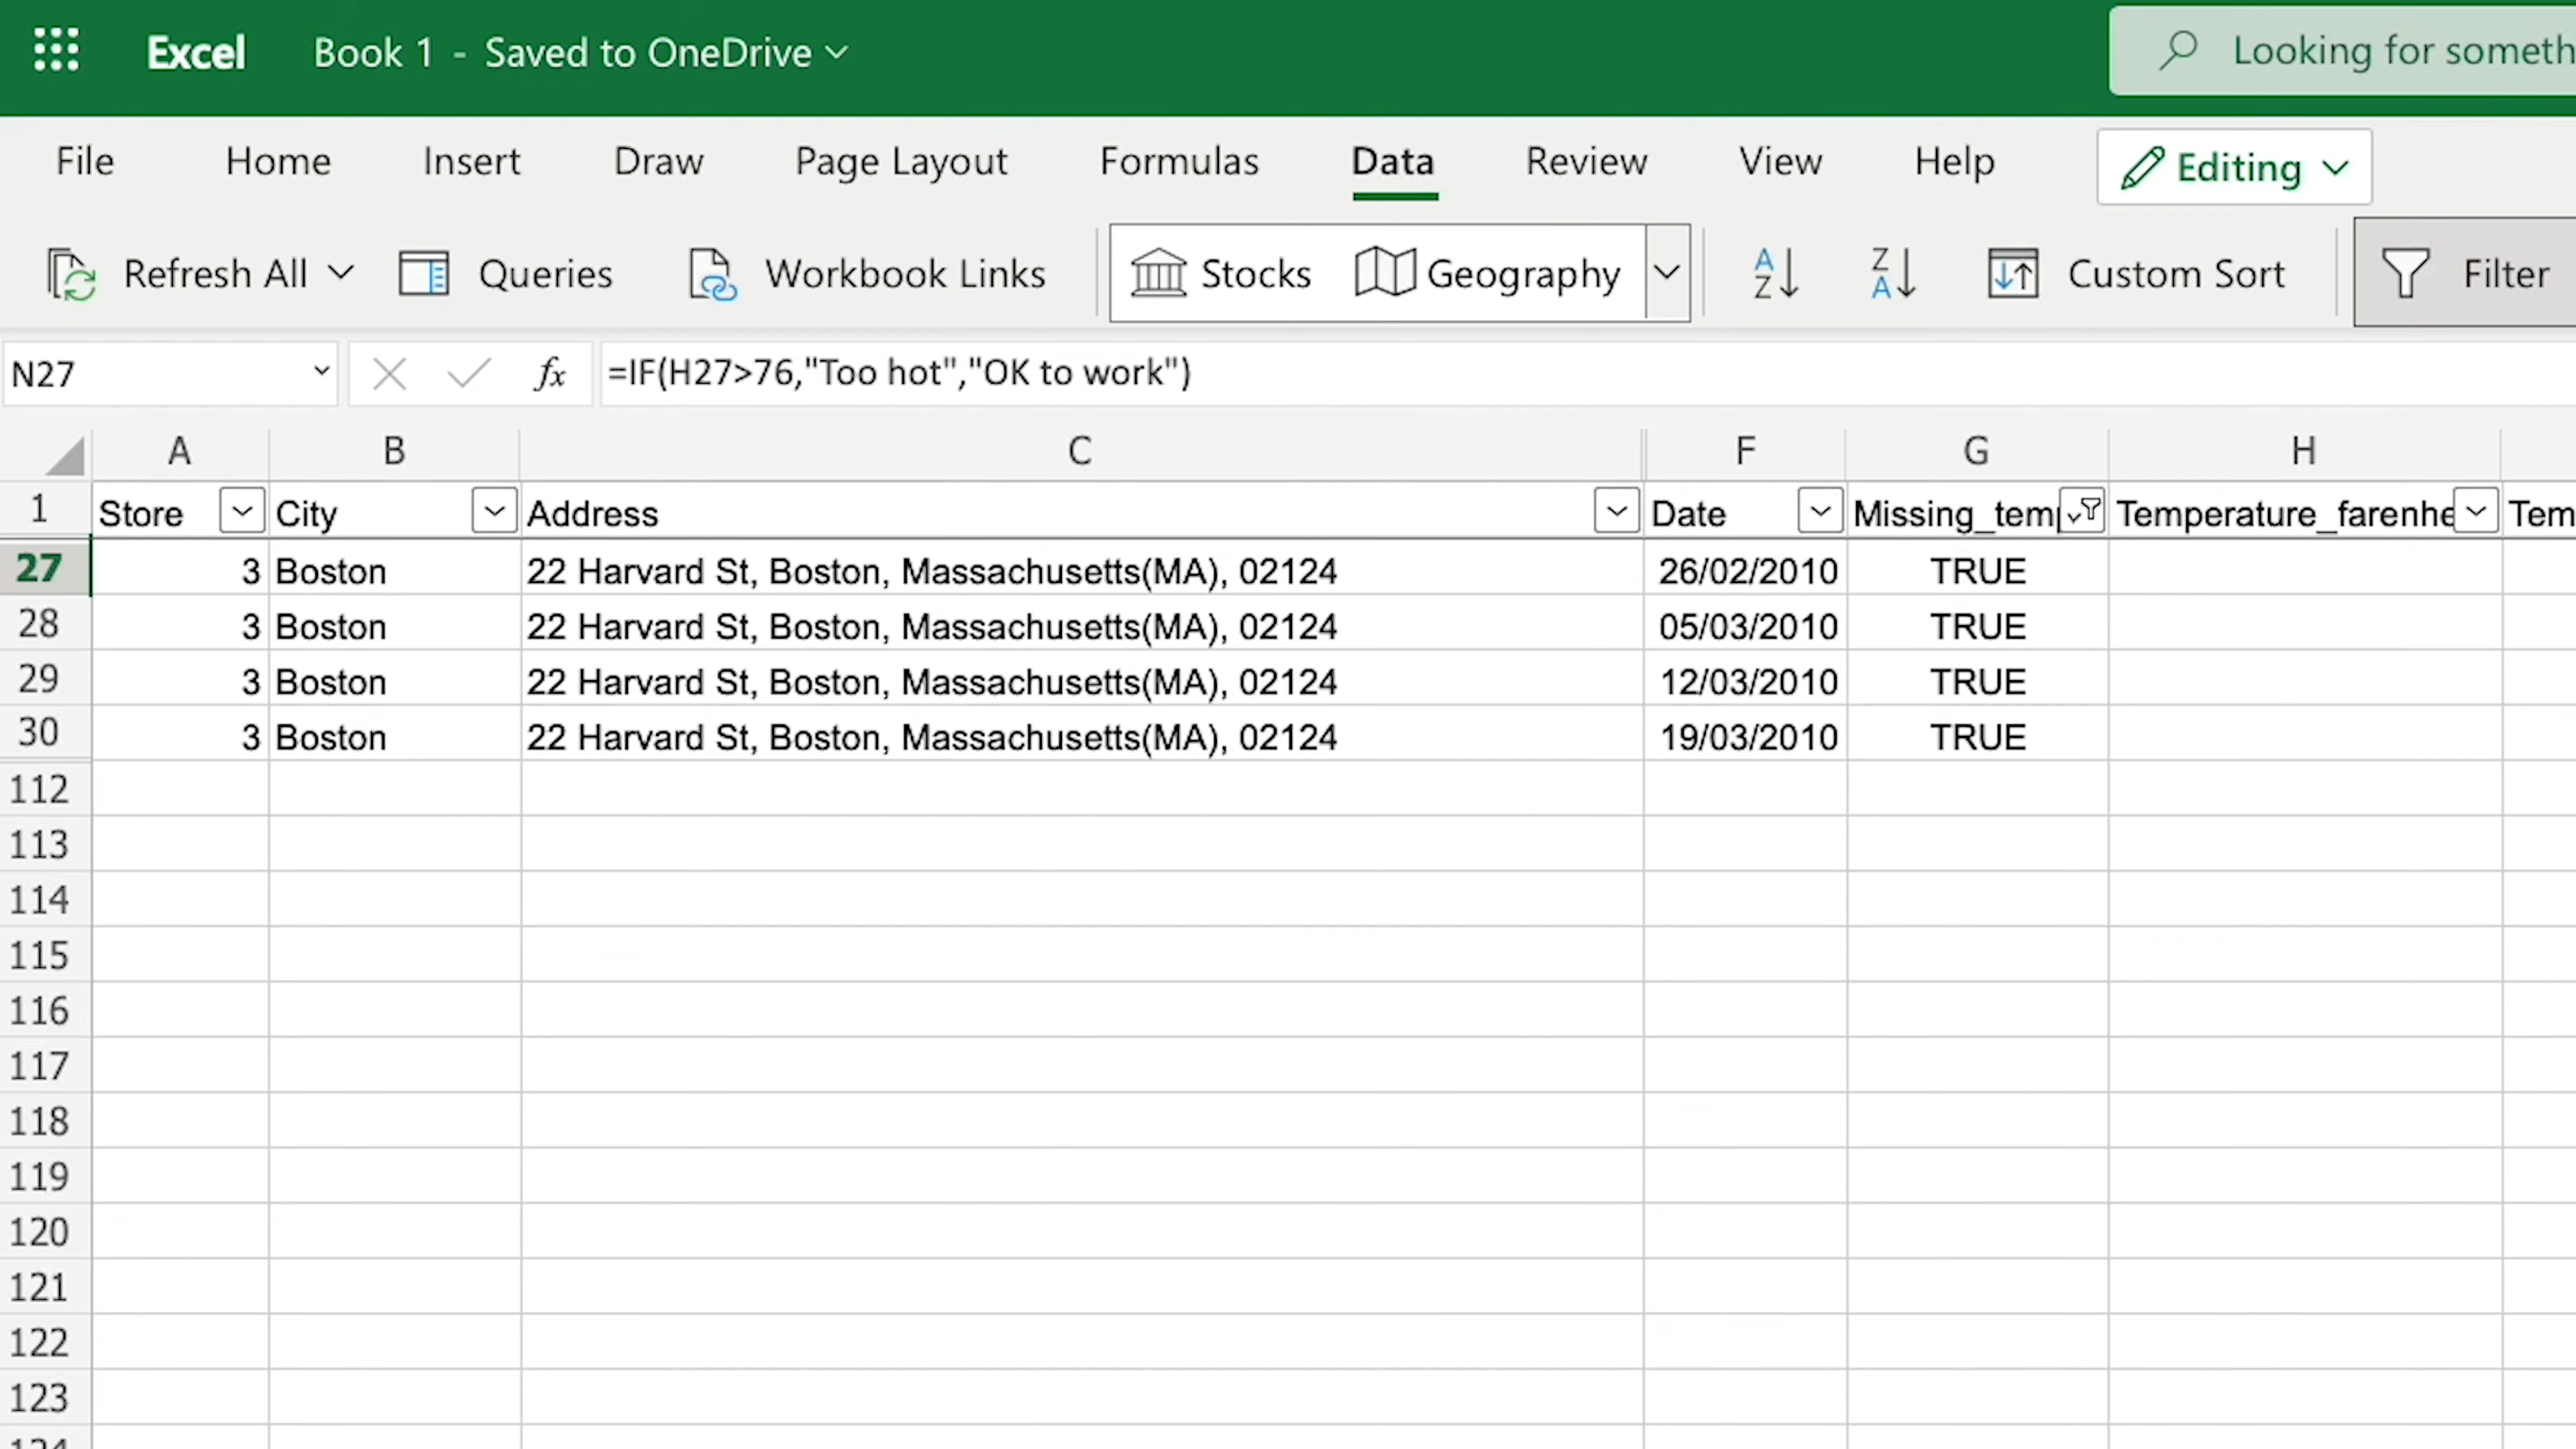 Excel Book 1 - Saved to OneDrive Looking for someth
File Home Insert Draw Page Layout Formulas Data Review View Help Editing
Refresh All Queries Workbook Links Stocks Geography A Z Z A Custom Sort Filter
N27 fx =IF(H27>76,"Too hot","OK to work")
A B C F G H
1 Store City Address Date Missing_temp Temperature_farenhe Tem
27 3 Boston 22 Harvard St, Boston, Massachusetts(MA), 02124 26/02/2010 TRUE
28 3 Boston 22 Harvard St, Boston, Massachusetts(MA), 02124 05/03/2010 TRUE
29 3 Boston 22 Harvard St, Boston, Massachusetts(MA), 02124 12/03/2010 TRUE
30 3 Boston 22 Harvard St, Boston, Massachusetts(MA), 02124 19/03/2010 TRUE
112
113
114
115
116
117
118
119
120
121
122
123